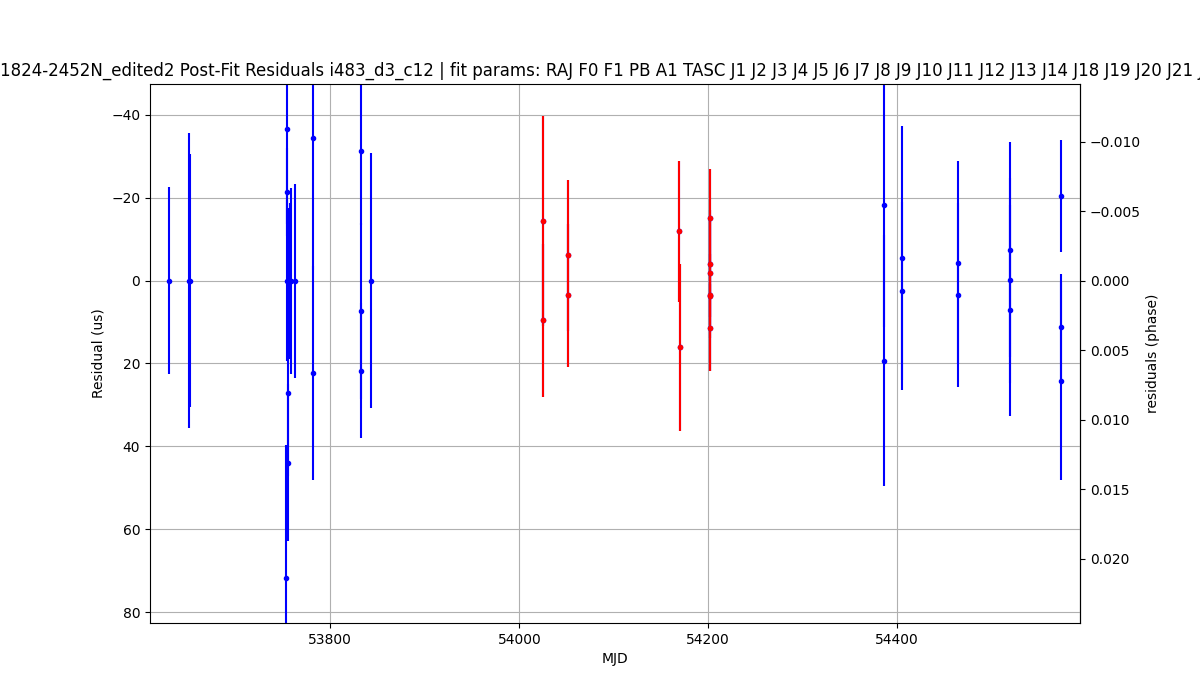 1824-2452N_edited2 Post-Fit Residuals i483_d3_c12 | fit params: RAJ F0 F1 PB A1 TASC J1 J2 J3 J4 J5 J6 J7 J8 J9 J10 J11 J12 J13 J14 J18 J19 J20 J21
−40
−20
0
20
40
60
80
Residual (us)
−0.010
−0.005
0.000
0.005
0.010
0.015
0.020
residuals (phase)
53800 54000 54200 54400
MJD